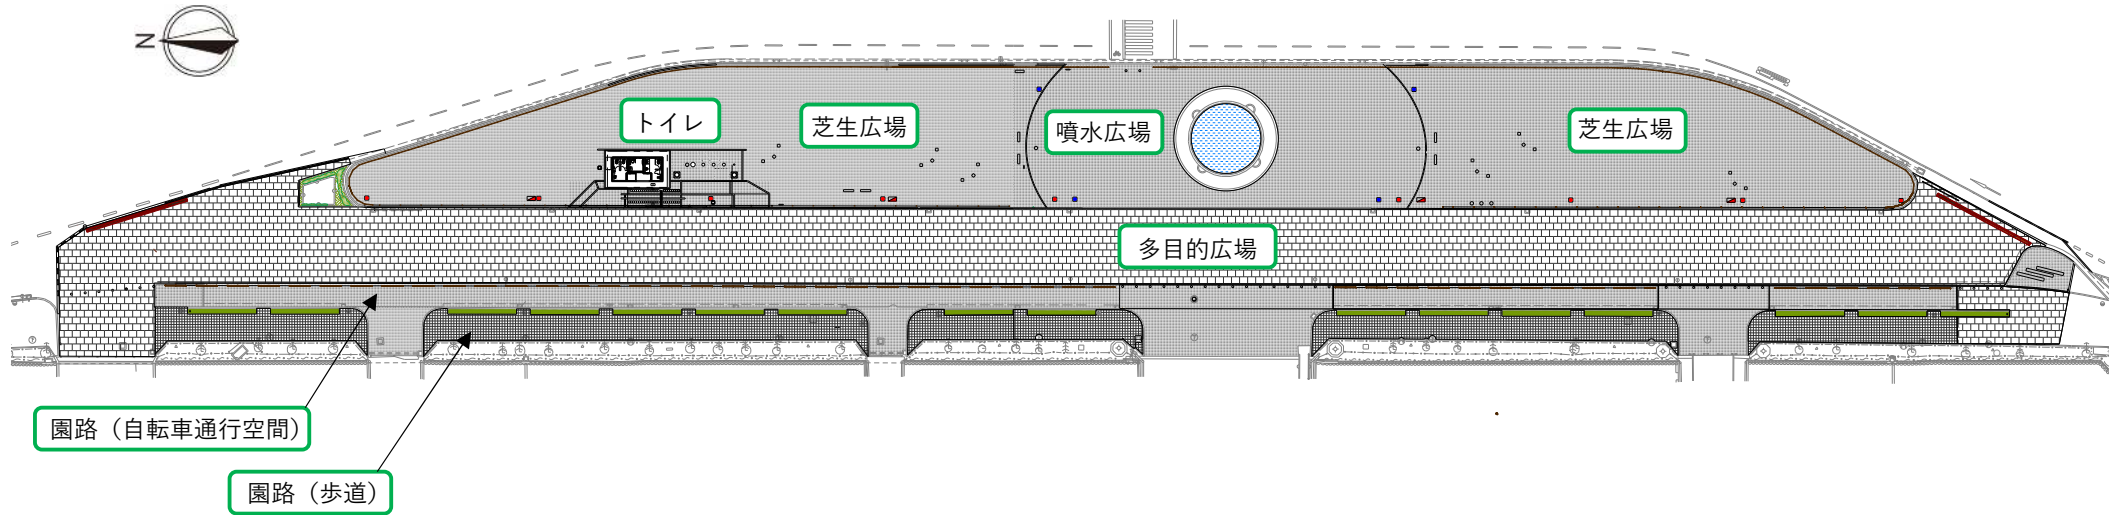 N
トイレ
芝生広場
噴水広場
芝生広場
多目的広場
園路（自転車通行空間）
園路（歩道）